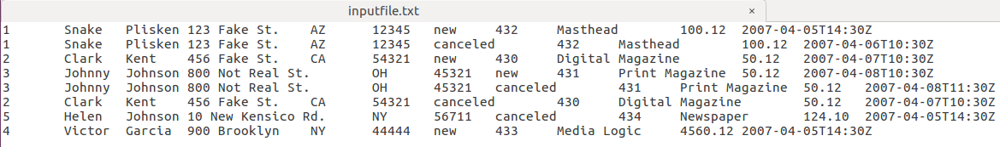 inputfile.txt ×
1 Snake Plisken 123 Fake St. AZ 12345 new 432 Masthead 100.12 2007-04-05T14:30Z
1 Snake Plisken 123 Fake St. AZ 12345 canceled 432 Masthead 100.12 2007-04-06T10:30Z
2 Clark Kent 456 Fake St. CA 54321 new 430 Digital Magazine 50.12 2007-04-07T10:30Z
3 Johnny Johnson 800 Not Real St. OH 45321 new 431 Print Magazine 50.12 2007-04-08T10:30Z
3 Johnny Johnson 800 Not Real St. OH 45321 canceled 431 Print Magazine 50.12 2007-04-08T11:30Z
2 Clark Kent 456 Fake St. CA 54321 canceled 430 Digital Magazine 50.12 2007-04-07T10:30Z
5 Helen Johnson 10 New Kensico Rd. NY 56711 canceled 434 Newspaper 124.10 2007-04-05T14:30Z
4 Victor Garcia 900 Brooklyn NY 44444 new 433 Media Logic 4560.12 2007-04-05T14:30Z